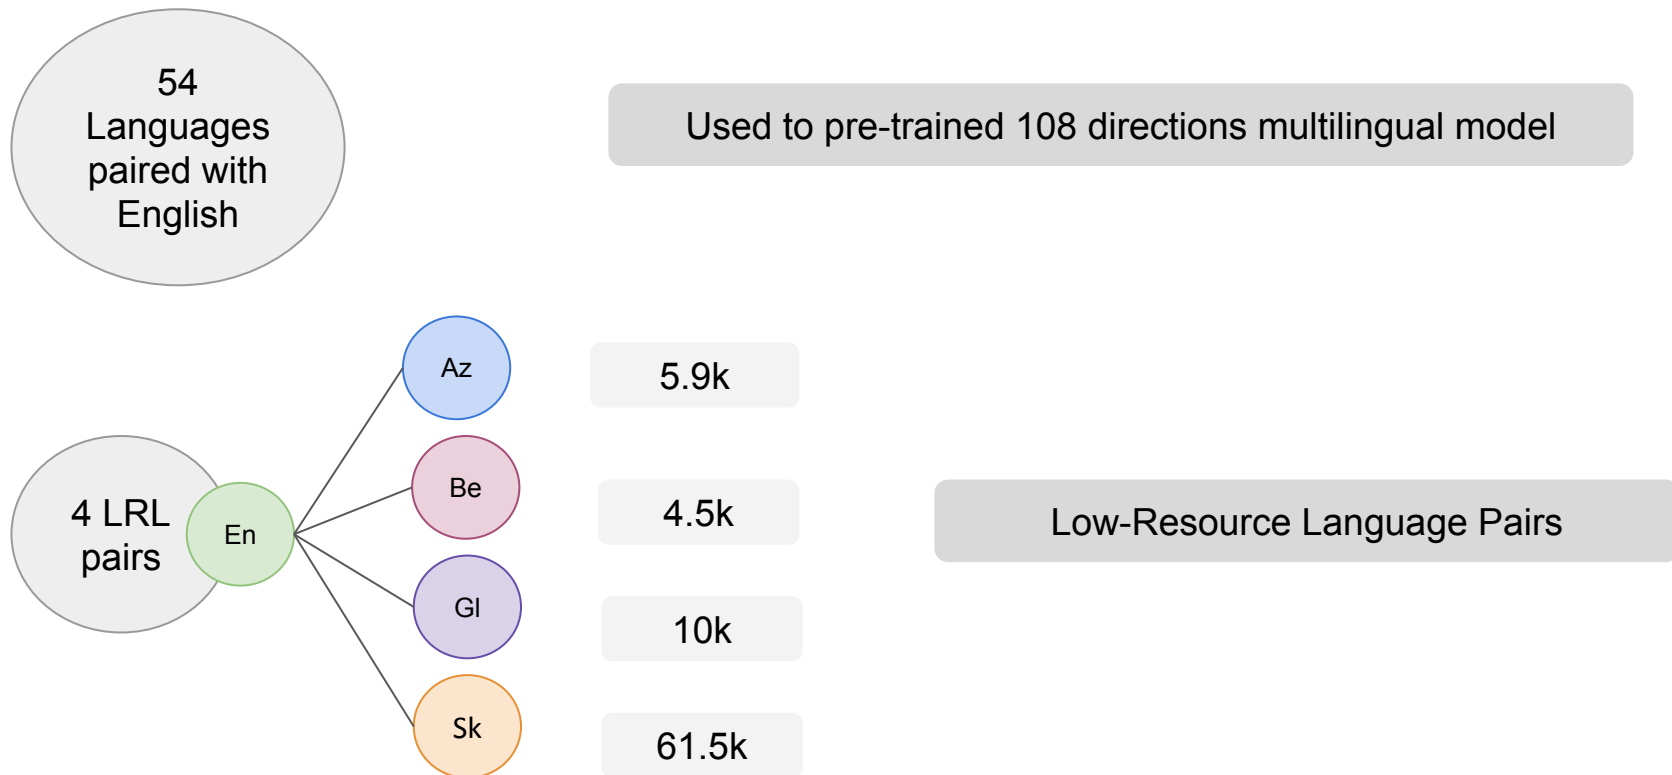 54
Languages
paired with
English
Used to pre-trained 108 directions multilingual model
Az
5.9k
Be
4.5k
4 LRL
pairs
En
Low-Resource Language Pairs
Gl
10k
Sk
61.5k